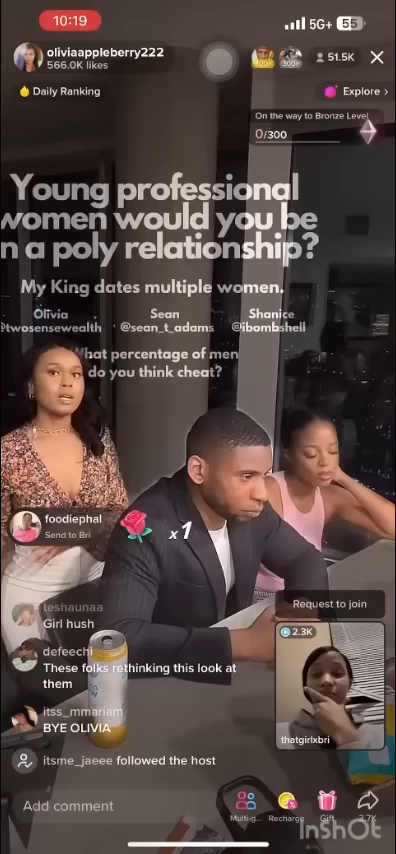 10:19
5G+ 55
oliviaappleberry222
566.0K likes
300+ 300+
51.5K
Daily Ranking
Explore >
On the way to Bronze Level
0/300
Young professional
women would you be
n a poly relationship?
My King dates multiple women.
Olivia Sean Shanice
@twosensewealth · @sean_t_adams · @ibombshell
What percentage of men
do you think cheat?
foodiephal
Send to Bri
x1
Request to join
teshaunaa
Girl hush
2.3K
defeechi
These folks rethinking this look at
them
itss_mmariam
BYE OLIVIA
thatgirlxbri
itsme_jaeee followed the host
Add comment
Multi-g... Recharge Gift 3.7K
InShOt